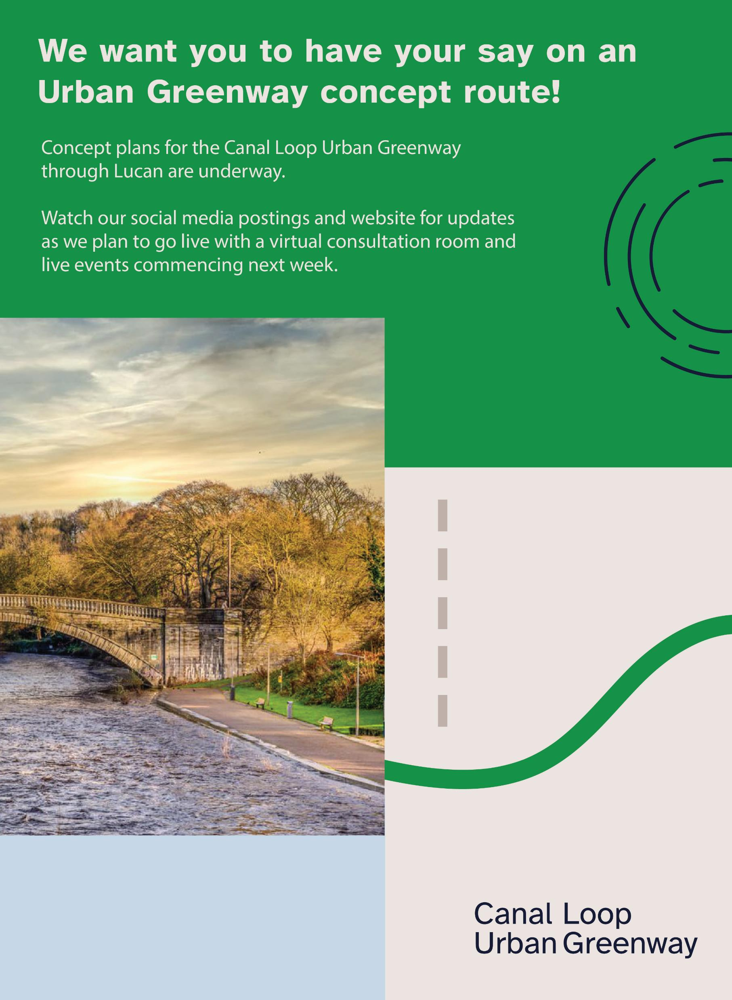 We want you to have your say on an
Urban Greenway concept route!
Concept plans for the Canal Loop Urban Greenway
through Lucan are underway.
Watch our social media postings and website for updates
as we plan to go live with a virtual consultation room and
live events commencing next week.
Canal Loop
Urban Greenway